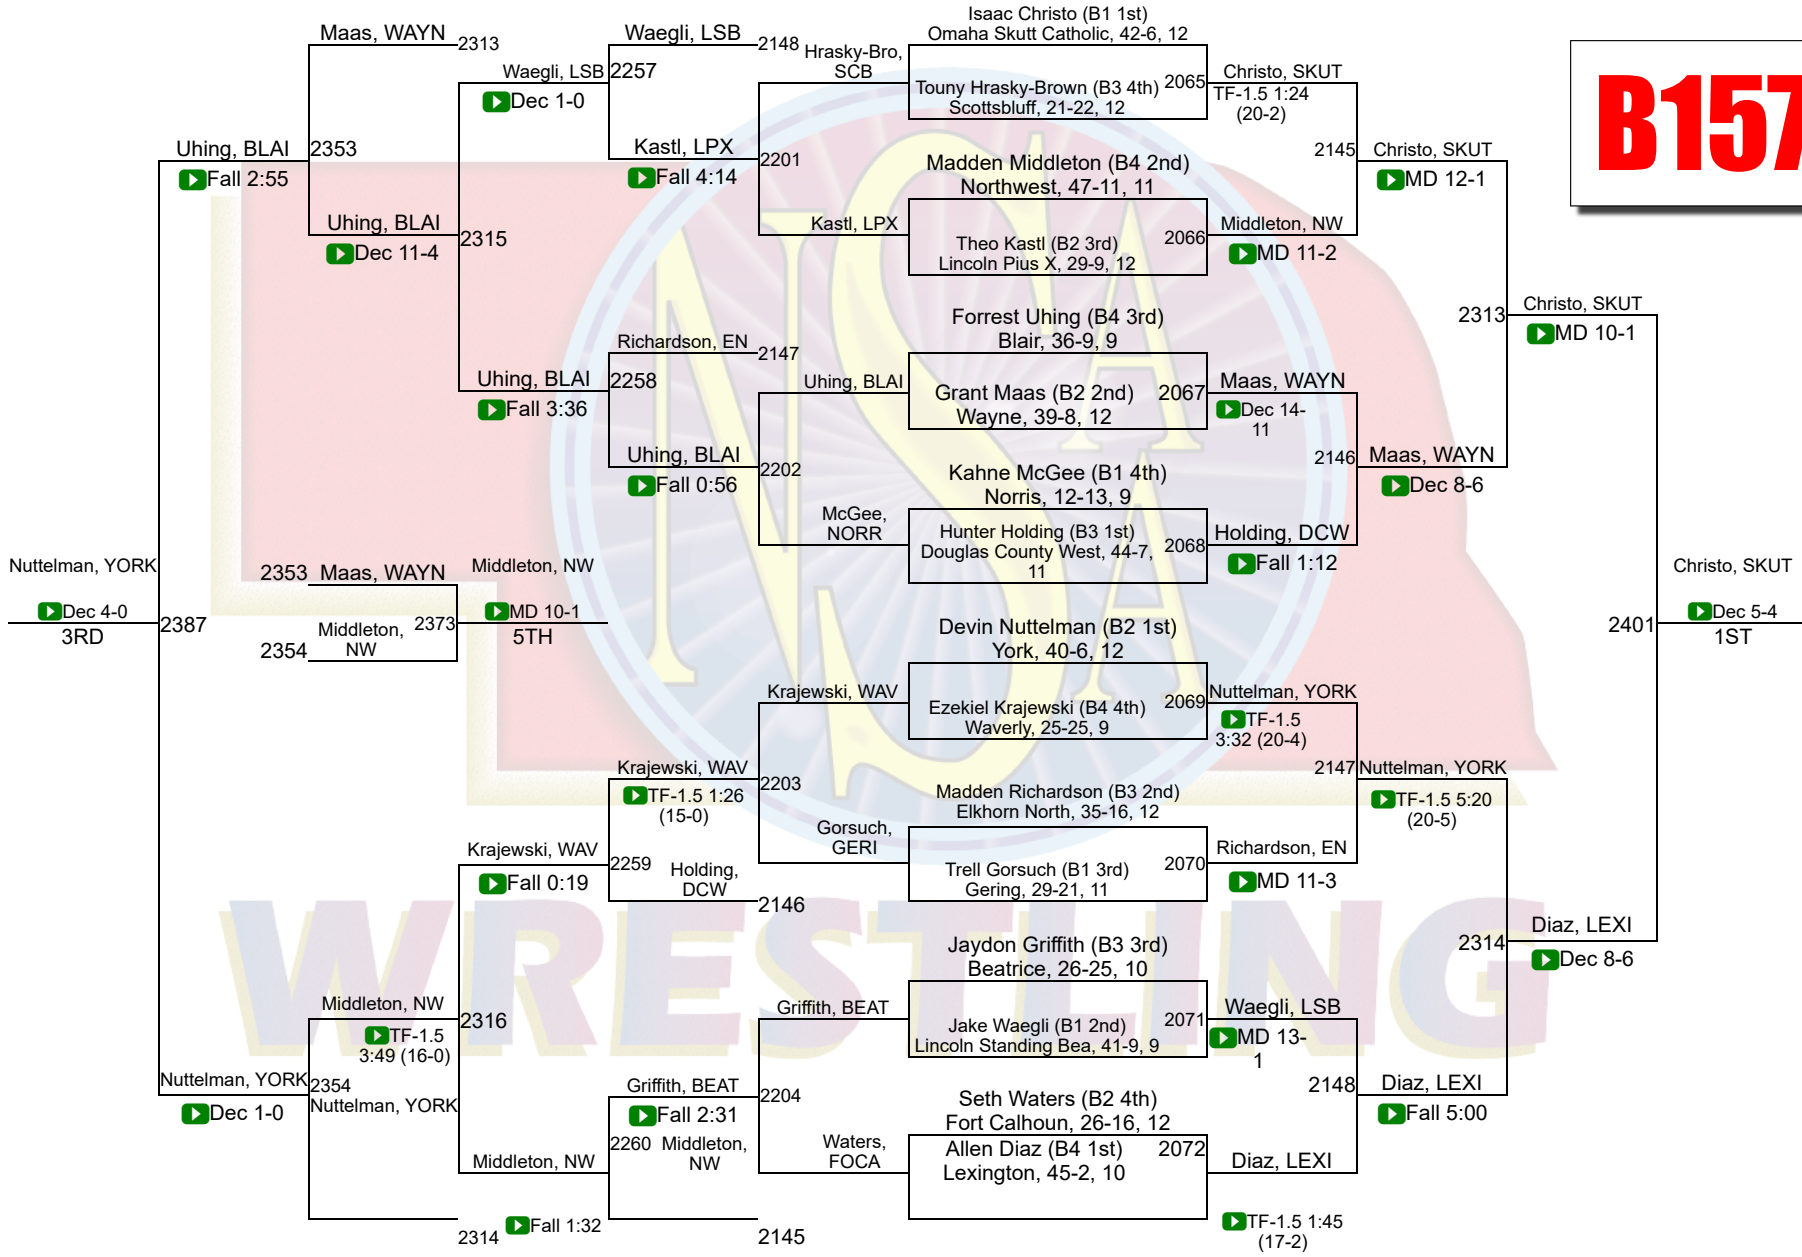 B157
Isaac Christo (B1 1st)
Omaha Skutt Catholic, 42-6, 12
Touny Hrasky-Brown (B3 4th)
Scottsbluff, 21-22, 12
2065
Madden Middleton (B4 2nd)
Northwest, 47-11, 11
Theo Kastl (B2 3rd)
Lincoln Pius X, 29-9, 12
2066
Forrest Uhing (B4 3rd)
Blair, 36-9, 9
Grant Maas (B2 2nd)
Wayne, 39-8, 12
2067
Kahne McGee (B1 4th)
Norris, 12-13, 9
Hunter Holding (B3 1st)
Douglas County West, 44-7,
11
2068
Devin Nuttelman (B2 1st)
York, 40-6, 12
Ezekiel Krajewski (B4 4th)
Waverly, 25-25, 9
2069
Madden Richardson (B3 2nd)
Elkhorn North, 35-16, 12
Trell Gorsuch (B1 3rd)
Gering, 29-21, 11
2070
Jaydon Griffith (B3 3rd)
Beatrice, 26-25, 10
Jake Waegli (B1 2nd)
Lincoln Standing Bea, 41-9, 9
2071
Seth Waters (B2 4th)
Fort Calhoun, 26-16, 12
Allen Diaz (B4 1st)
Lexington, 45-2, 10
2072
Christo, SKUT
TF-1.5 1:24
(20-2)
Middleton, NW
MD 11-2
Maas, WAYN
Dec 14-
11
Holding, DCW
Fall 1:12
Nuttelman, YORK
TF-1.5
3:32 (20-4)
Richardson, EN
MD 11-3
Waegli, LSB
MD 13-
1
Diaz, LEXI
TF-1.5 1:45
(17-2)
2145
Christo, SKUT
MD 12-1
2146
Maas, WAYN
Dec 8-6
2147
Nuttelman, YORK
TF-1.5 5:20
(20-5)
2148
Diaz, LEXI
Fall 5:00
2313
Christo, SKUT
MD 10-1
2314
Diaz, LEXI
Dec 8-6
2401
Christo, SKUT
Dec 5-4
1ST
Hrasky-Bro,
SCB
Kastl, LPX
Uhing, BLAI
McGee,
NORR
Krajewski, WAV
Gorsuch,
GERI
Griffith, BEAT
Waters,
FOCA
Waegli, LSB
2148
Kastl, LPX
Fall 4:14
2201
Richardson, EN
2147
Uhing, BLAI
Fall 0:56
2202
Krajewski, WAV
TF-1.5 1:26
(15-0)
2203
Holding,
DCW
2146
Griffith, BEAT
Fall 2:31
2204
Middleton,
NW
2145
Waegli, LSB
Dec 1-0
2257
Uhing, BLAI
Fall 3:36
2258
Krajewski, WAV
Fall 0:19
2259
Middleton, NW
Fall 1:32
2260
Maas, WAYN
2313
Uhing, BLAI
Dec 11-4
2315
Middleton, NW
TF-1.5
3:49 (16-0)
2316
Nuttelman, YORK
2314
Uhing, BLAI
Fall 2:55
2353
Nuttelman, YORK
Dec 1-0
2354
2353
Maas, WAYN
2354
Middleton,
NW
2373
Middleton, NW
MD 10-1
5TH
Nuttelman, YORK
Dec 4-0
3RD
2387
NSAA
WRESTLING